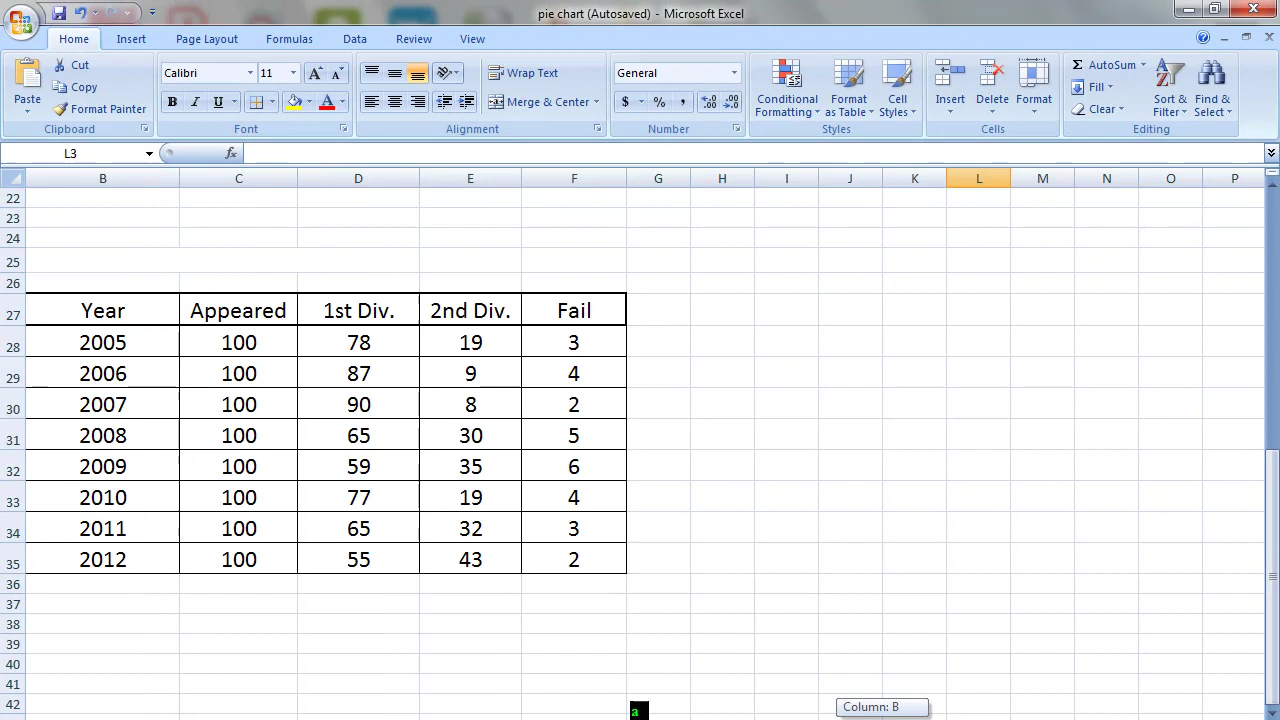 pie chart (Autosaved) - Microsoft Excel
Home Insert Page Layout Formulas Data Review View
Paste Cut Copy Format Painter Clipboard
Calibri 11 A A B I U A Font
Wrap Text Merge & Center Alignment
General $ % , .0 .00 .00 .0 Number
Conditional Formatting Format as Table Cell Styles Styles
Insert Delete Format Cells
Σ AutoSum Fill Clear Sort & Filter Find & Select Editing
L3 fx
B C D E F G H I J K L M N O P
22
23
24
25
26
27 Year Appeared 1st Div. 2nd Div. Fail
28 2005 100 78 19 3
29 2006 100 87 9 4
30 2007 100 90 8 2
31 2008 100 65 30 5
32 2009 100 59 35 6
33 2010 100 77 19 4
34 2011 100 65 32 3
35 2012 100 55 43 2
36
37
38
39
40
41
42
a Column: B